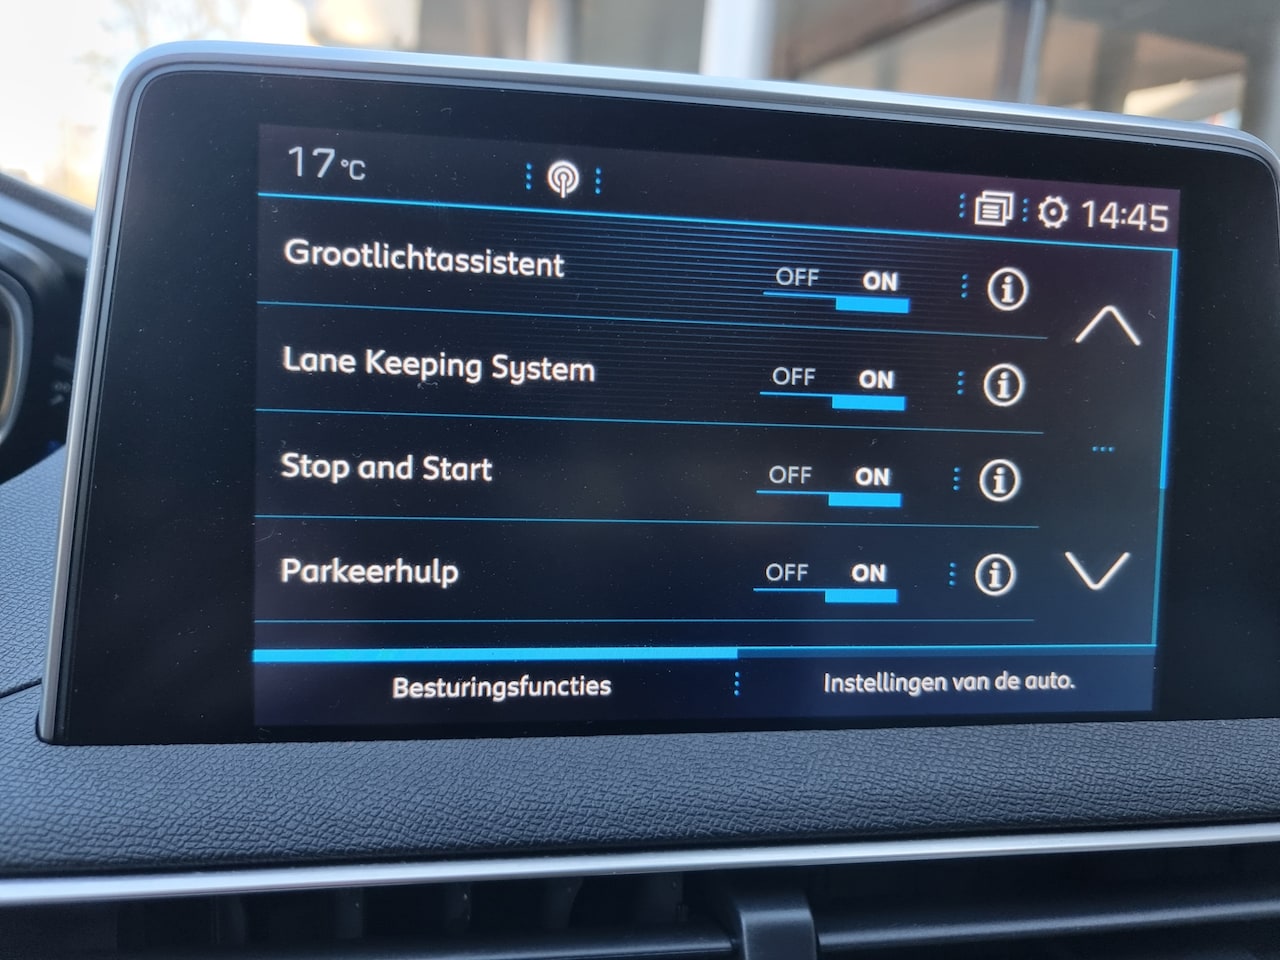 17°C
14:45
Grootlichtassistent OFF ON
Lane Keeping System OFF ON
Stop and Start OFF ON
Parkeerhulp OFF ON
Besturingsfuncties Instellingen van de auto.